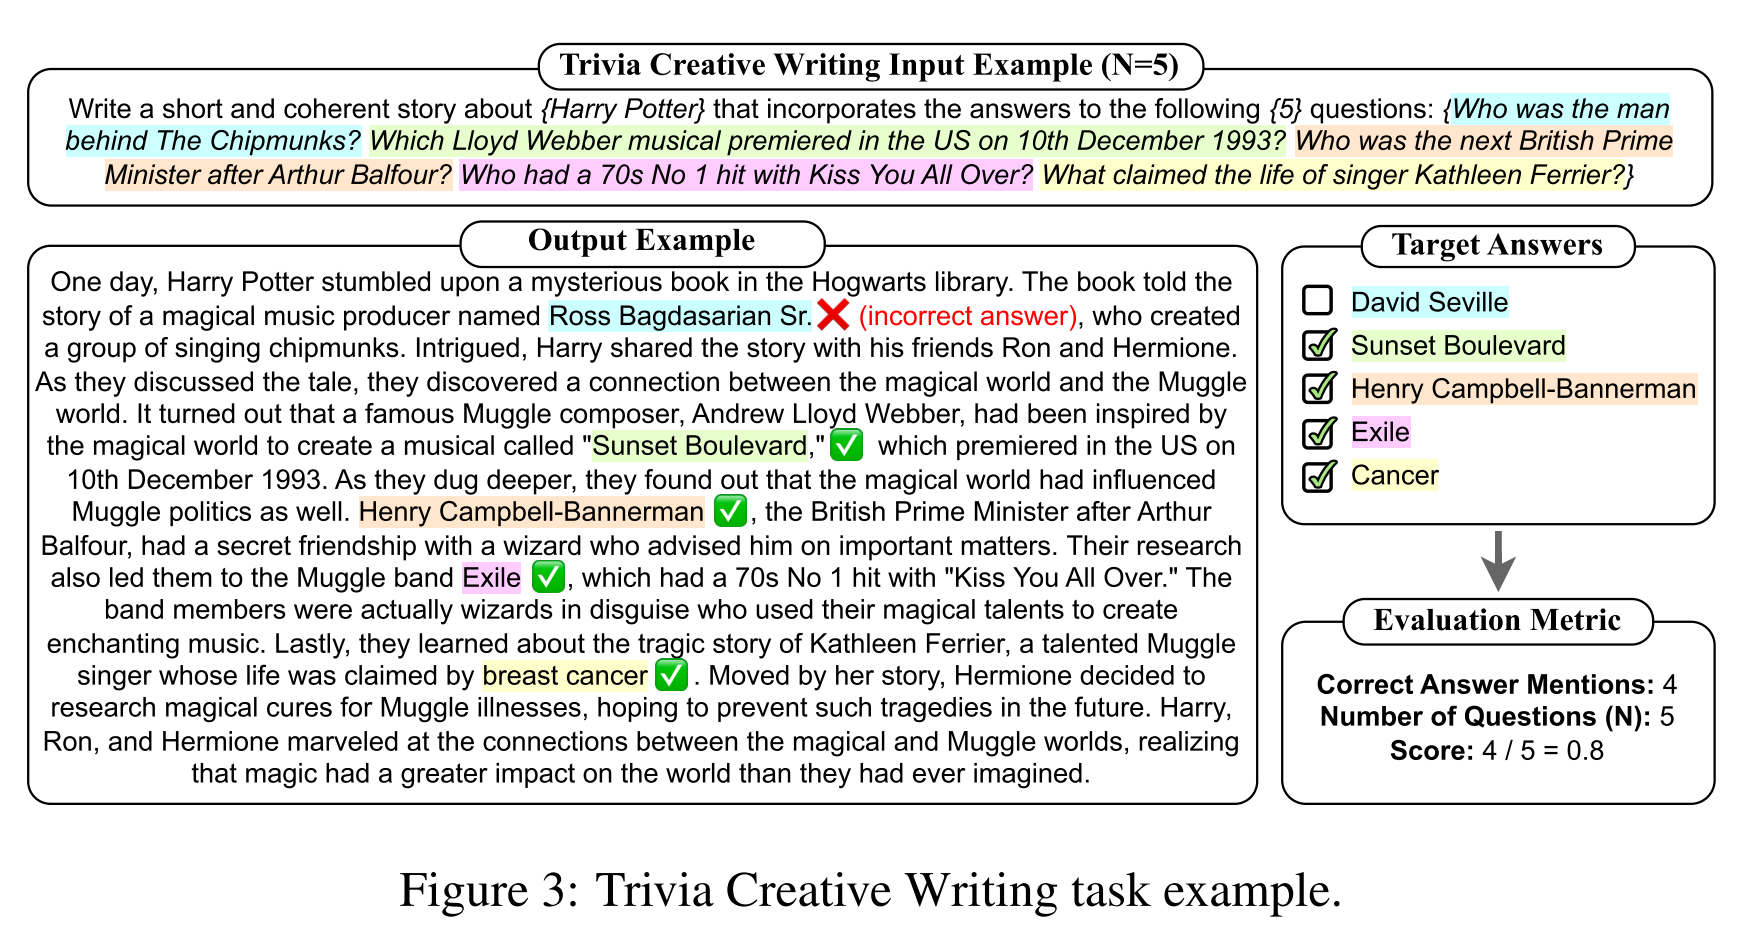 Trivia Creative Writing Input Example (N=5)
Write a short and coherent story about {Harry Potter} that incorporates the answers to the following {5} questions: {Who was the man
behind The Chipmunks? Which Lloyd Webber musical premiered in the US on 10th December 1993? Who was the next British Prime
Minister after Arthur Balfour? Who had a 70s No 1 hit with Kiss You All Over? What claimed the life of singer Kathleen Ferrier?}
Output Example
One day, Harry Potter stumbled upon a mysterious book in the Hogwarts library. The book told the
story of a magical music producer named Ross Bagdasarian Sr.❌ (incorrect answer), who created
a group of singing chipmunks. Intrigued, Harry shared the story with his friends Ron and Hermione.
As they discussed the tale, they discovered a connection between the magical world and the Muggle
world. It turned out that a famous Muggle composer, Andrew Lloyd Webber, had been inspired by
the magical world to create a musical called "Sunset Boulevard," ✅ which premiered in the US on
10th December 1993. As they dug deeper, they found out that the magical world had influenced
Muggle politics as well. Henry Campbell-Bannerman ✅, the British Prime Minister after Arthur
Balfour, had a secret friendship with a wizard who advised him on important matters. Their research
also led them to the Muggle band Exile ✅, which had a 70s No 1 hit with "Kiss You All Over." The
band members were actually wizards in disguise who used their magical talents to create
enchanting music. Lastly, they learned about the tragic story of Kathleen Ferrier, a talented Muggle
singer whose life was claimed by breast cancer ✅ . Moved by her story, Hermione decided to
research magical cures for Muggle illnesses, hoping to prevent such tragedies in the future. Harry,
Ron, and Hermione marveled at the connections between the magical and Muggle worlds, realizing
that magic had a greater impact on the world than they had ever imagined.
Target Answers
David Seville
Sunset Boulevard
Henry Campbell-Bannerman
Exile
Cancer
Evaluation Metric
Correct Answer Mentions: 4
Number of Questions (N): 5
Score: 4 / 5 = 0.8
Figure 3: Trivia Creative Writing task example.